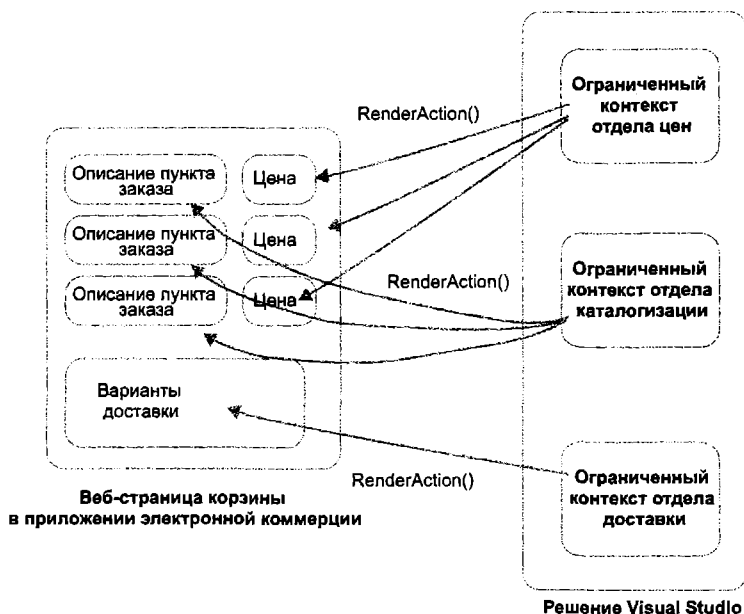 Ограниченный
контекст
отдела цен
RenderAction()
Описание пункта
заказа
Цена
Описание пункта
заказа
Цена
Описание пункта
заказа
Цена
RenderAction()
Ограниченный
контекст отдела
каталогизации
Варианты
доставки
RenderAction()
Ограниченный
контекст отдела
доставки
Веб-страница корзины
в приложении электронной коммерции
Решение Visual Studio